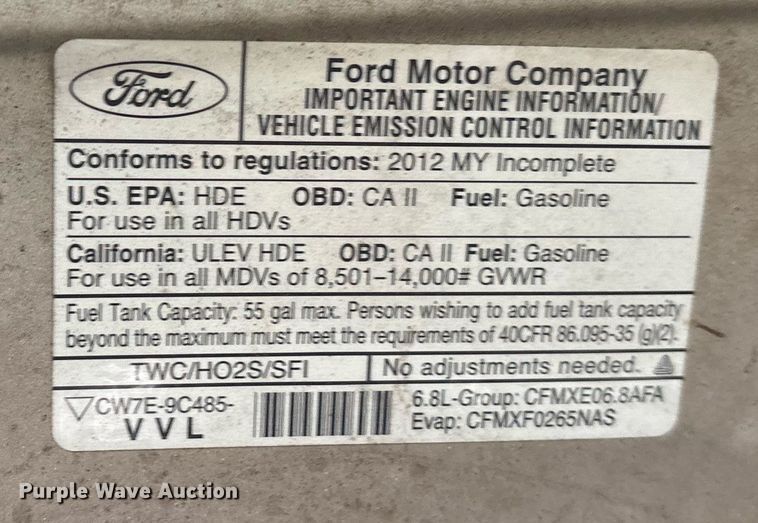 Ford
Ford Motor Company
IMPORTANT ENGINE INFORMATION/
VEHICLE EMISSION CONTROL INFORMATION
Conforms to regulations: 2012 MY Incomplete
U.S. EPA: HDE OBD: CA II Fuel: Gasoline
For use in all HDVs
California: ULEV HDE OBD: CA II Fuel: Gasoline
For use in all MDVs of 8,501–14,000# GVWR
Fuel Tank Capacity: 55 gal max. Persons wishing to add fuel tank capacity
beyond the maximum must meet the requirements of 40CFR 86.095-35 (g)(2).
TWC/HO2S/SFI No adjustments needed.
CW7E-9C485-
V V L
6.8L-Group: CFMXE06.8AFA
Evap: CFMXF0265NAS
Purple Wave Auction